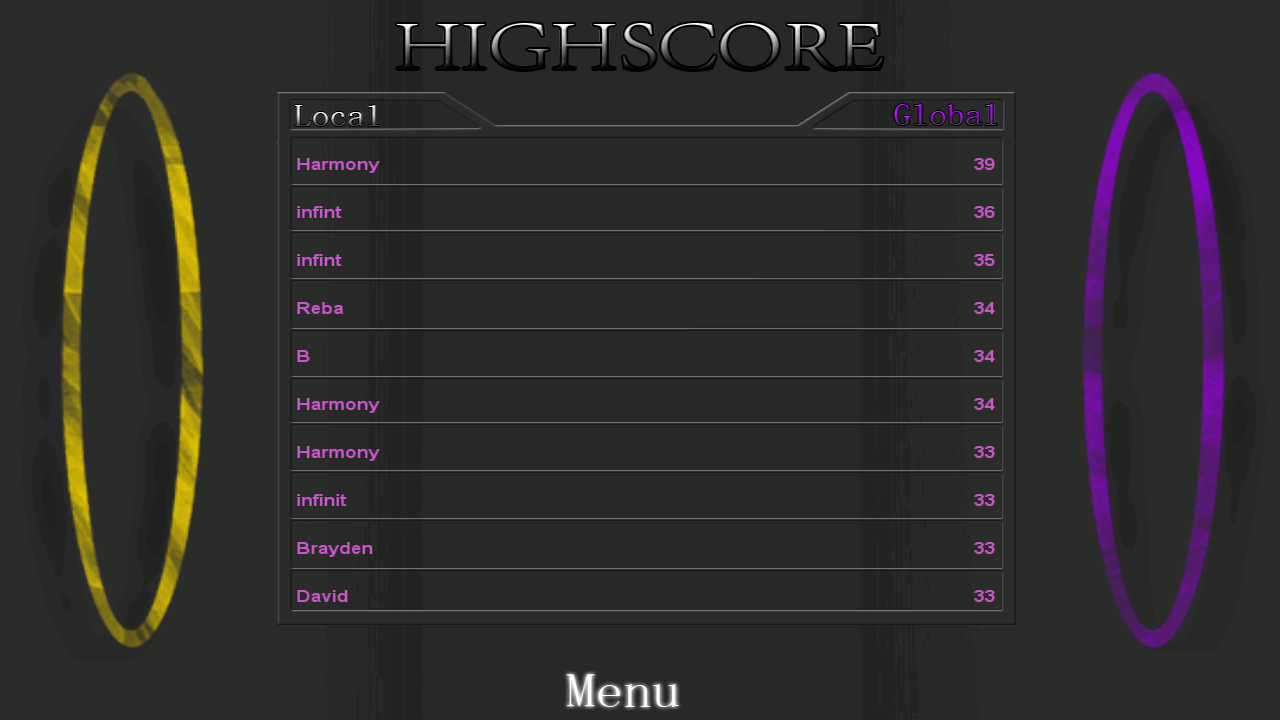 HIGHSCORE
Local Global
Harmony 39
infint 36
infint 35
Reba 34
B 34
Harmony 34
Harmony 33
infinit 33
Brayden 33
David 33
Menu